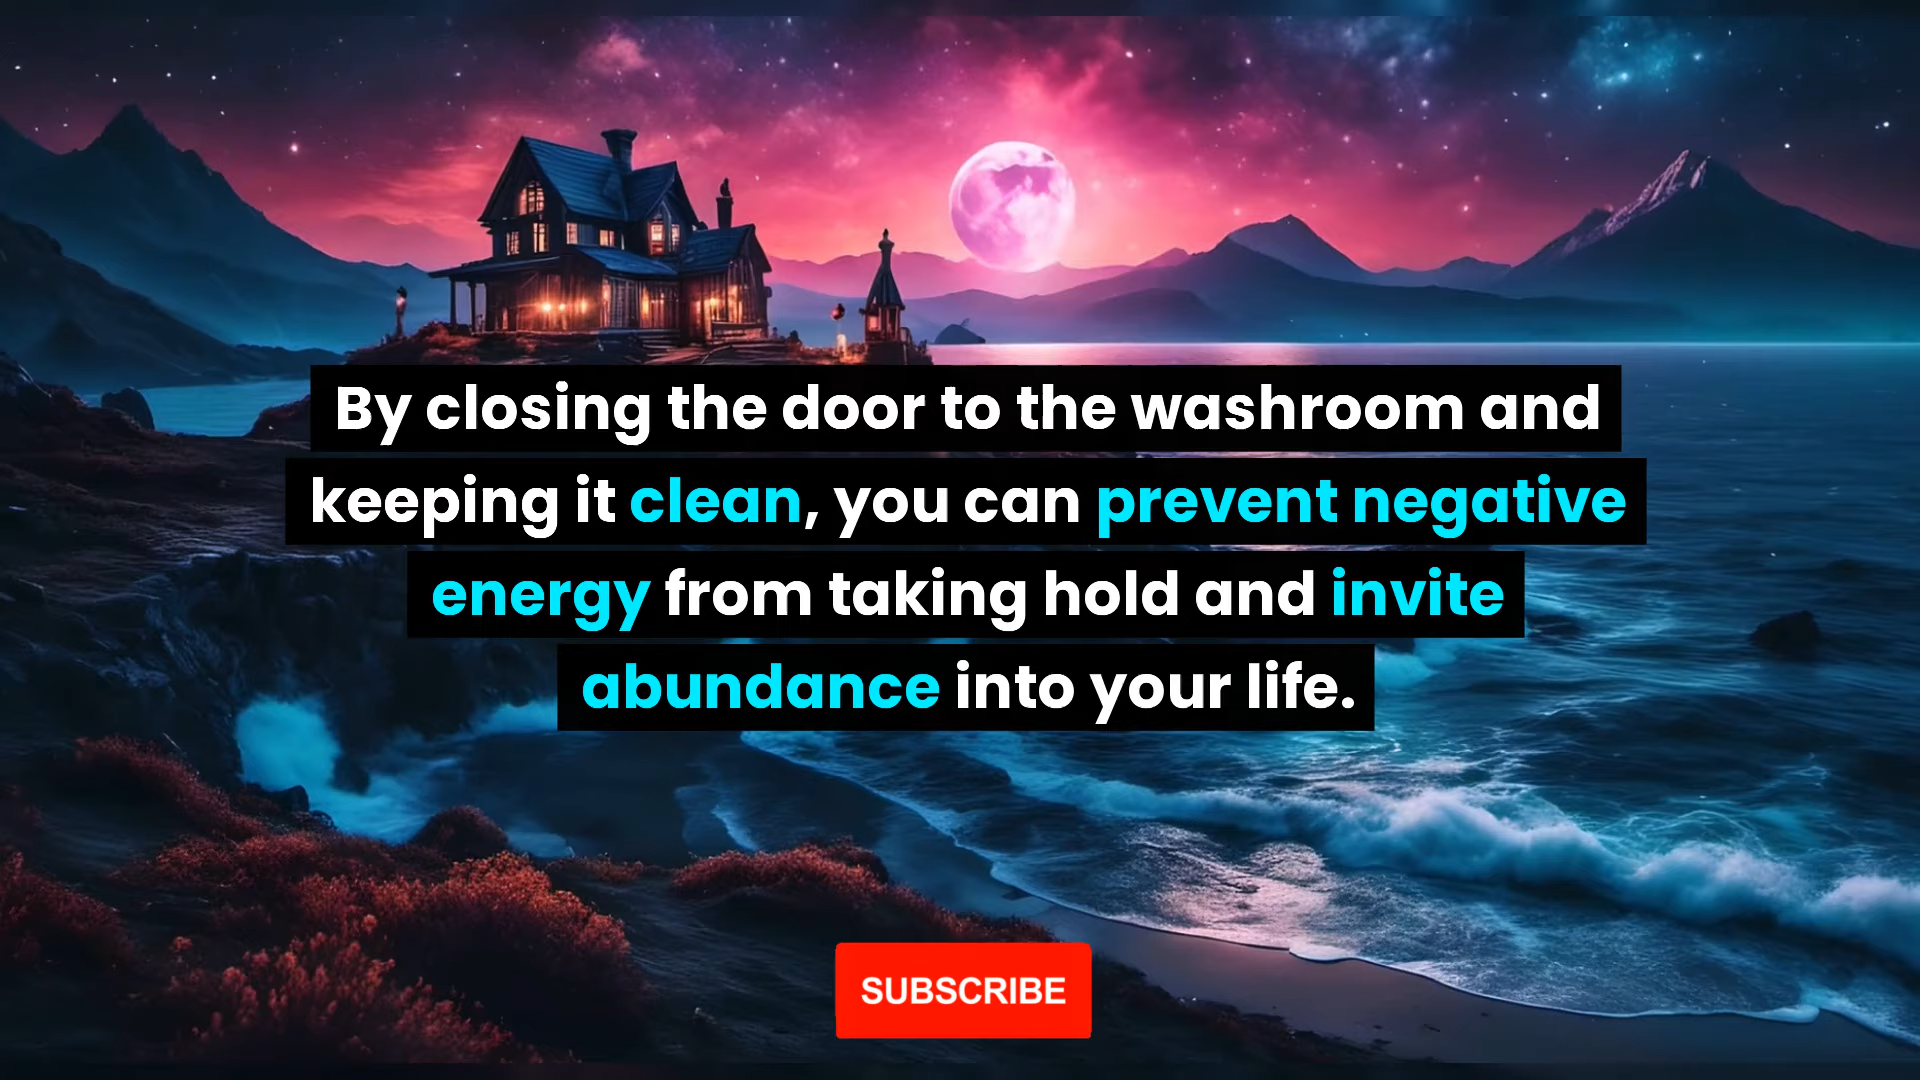 By closing the door to the washroom and
keeping it clean, you can prevent negative
energy from taking hold and invite
abundance into your life.
SUBSCRIBE